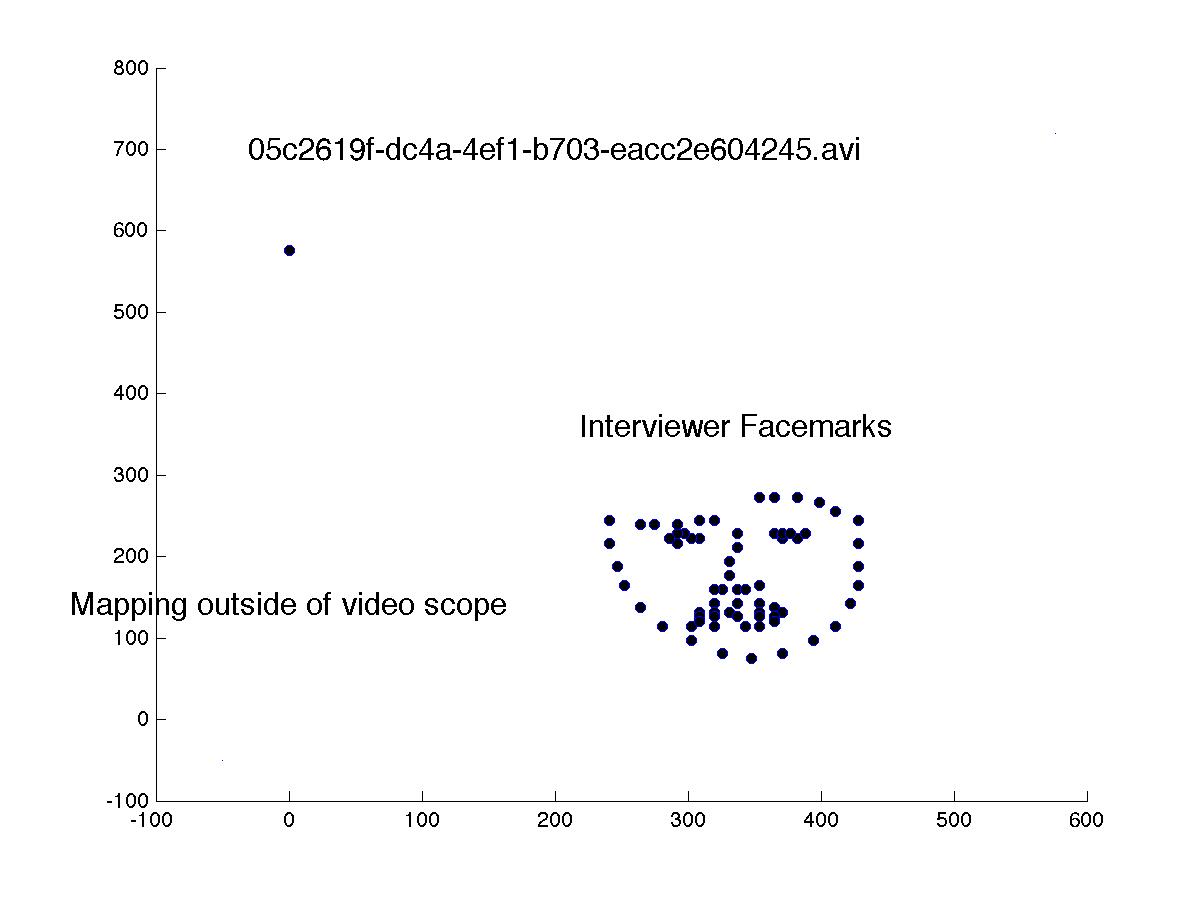 800
700
05c2619f-dc4a-4ef1-b703-eacc2e604245.avi
600
500
400
Interviewer Facemarks
300
200
Mapping outside of video scope
100
0
-100
-100 0 100 200 300 400 500 600